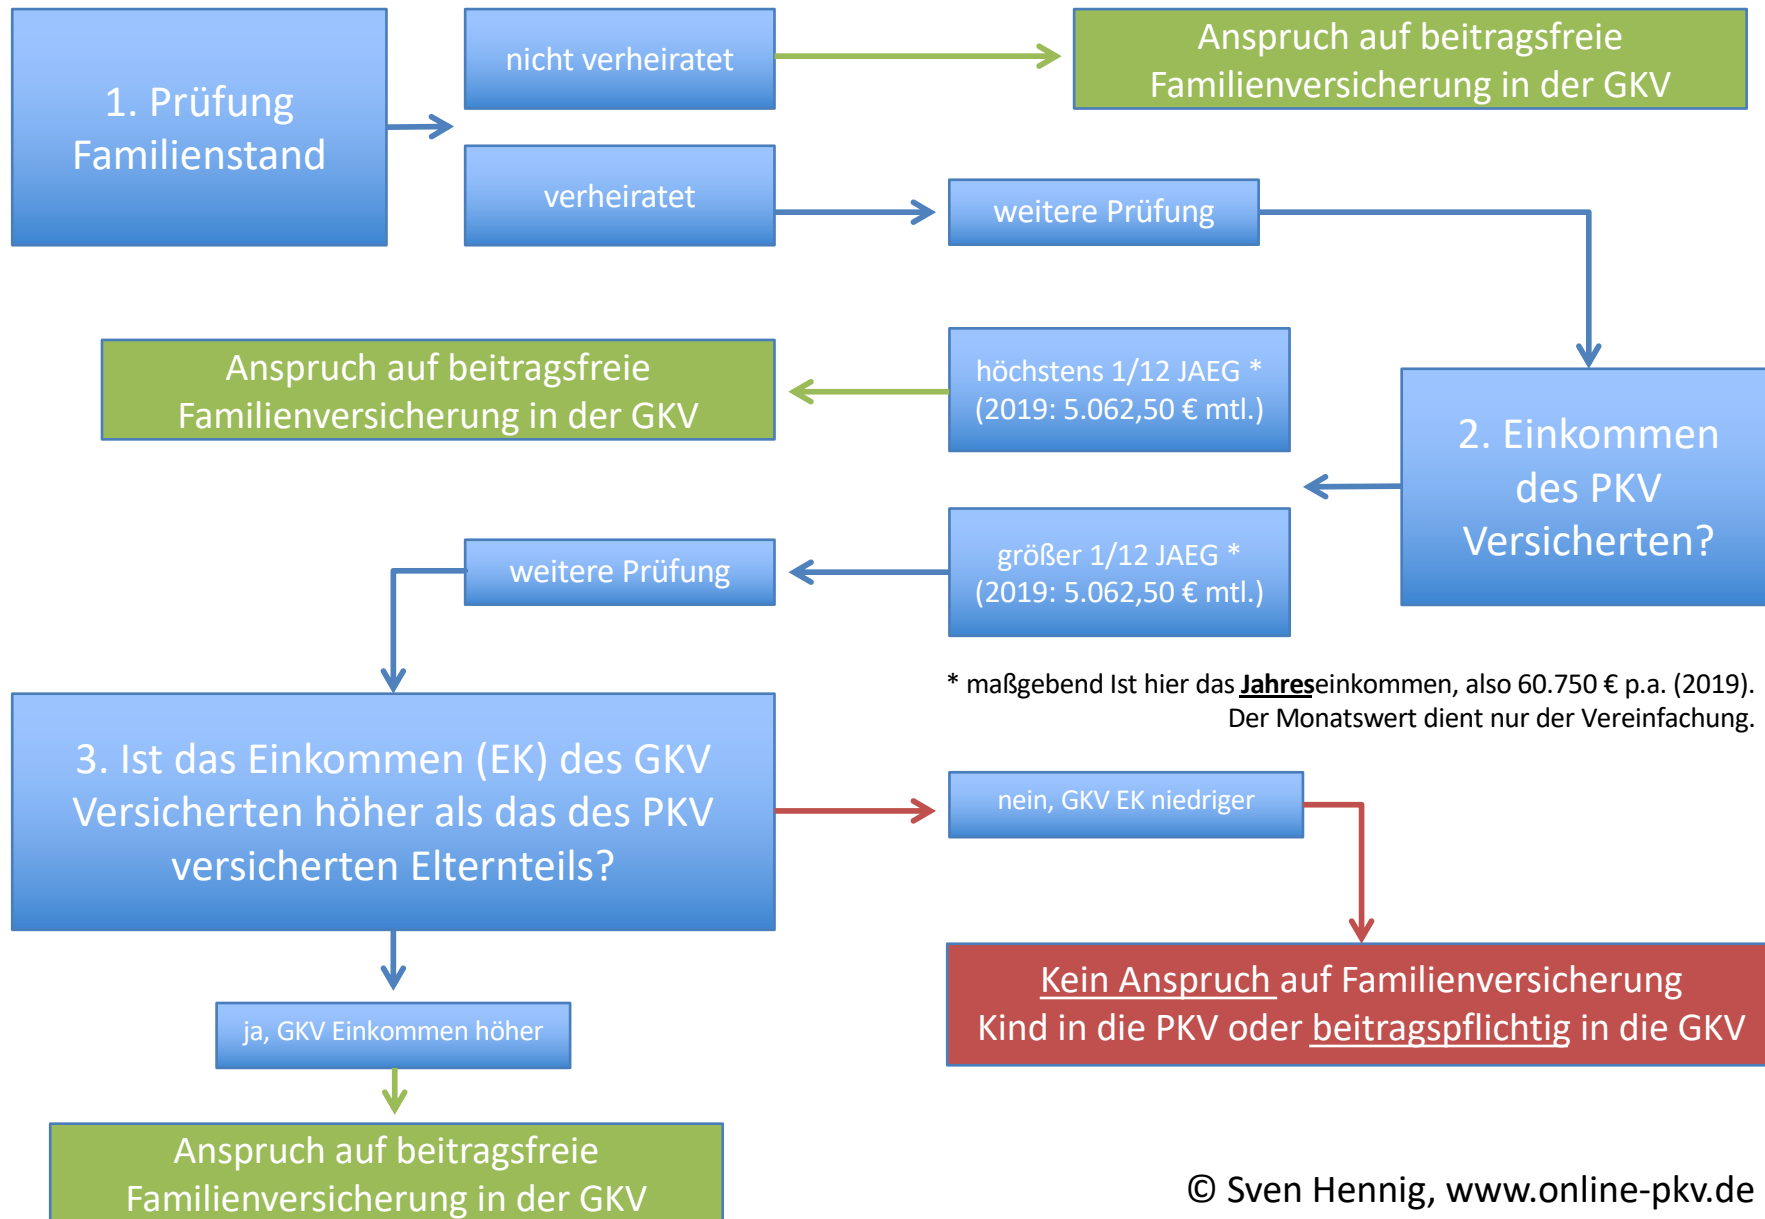 1. Prüfung
Familienstand
nicht verheiratet
Anspruch auf beitragsfreie
Familienversicherung in der GKV
verheiratet
weitere Prüfung
2. Einkommen
des PKV
Versicherten?
höchstens 1/12 JAEG *
(2019: 5.062,50 € mtl.)
Anspruch auf beitragsfreie
Familienversicherung in der GKV
größer 1/12 JAEG *
(2019: 5.062,50 € mtl.)
weitere Prüfung
* maßgebend Ist hier das Jahreseinkommen, also 60.750 € p.a. (2019).
Der Monatswert dient nur der Vereinfachung.
3. Ist das Einkommen (EK) des GKV
Versicherten höher als das des PKV
versicherten Elternteils?
nein, GKV EK niedriger
Kein Anspruch auf Familienversicherung
Kind in die PKV oder beitragspflichtig in die GKV
ja, GKV Einkommen höher
Anspruch auf beitragsfreie
Familienversicherung in der GKV
© Sven Hennig, www.online-pkv.de